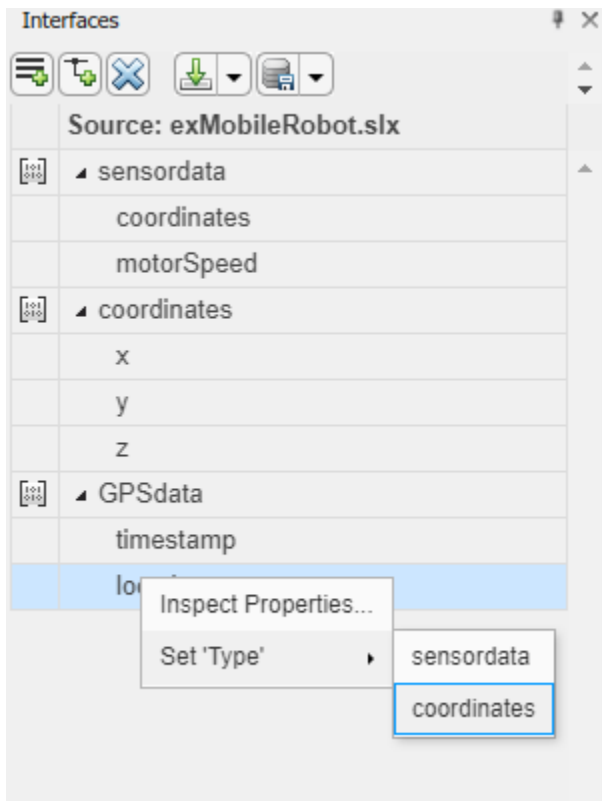 Interfaces
Source: exMobileRobot.slx
sensordata
coordinates
motorSpeed
coordinates
x
y
z
GPSdata
timestamp
Inspect Properties...
Set 'Type'
sensordata
coordinates